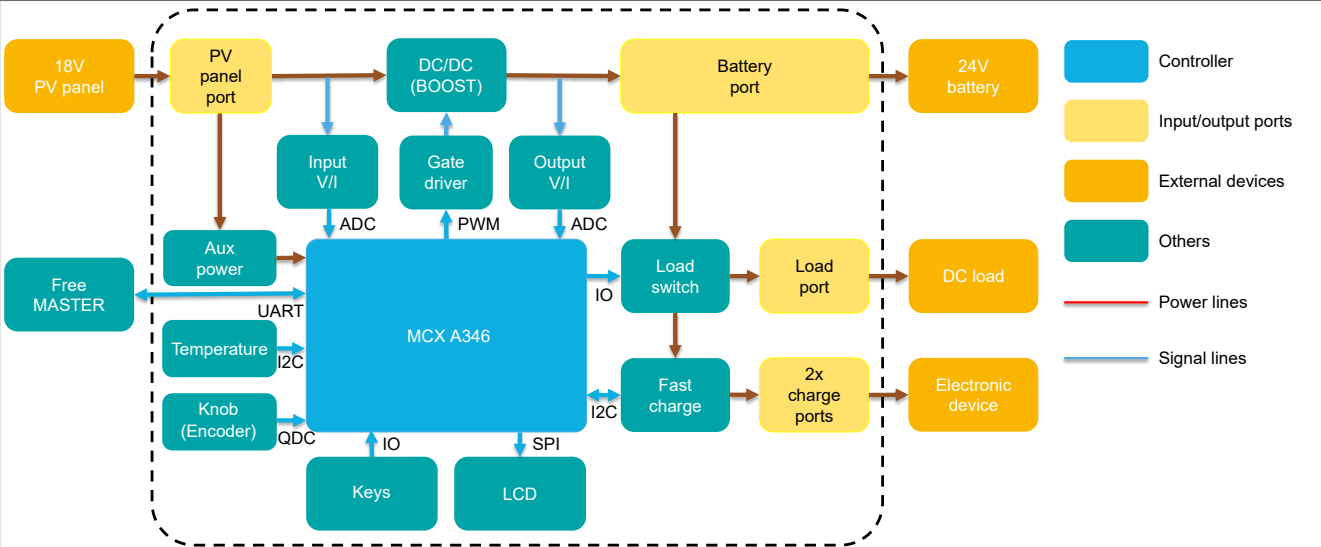 18V
PV panel
PV
panel
port
DC/DC
(BOOST)
Battery
port
24V
battery
Controller
Input/output ports
Input
V/I
Gate
driver
Output
V/I
External devices
ADC
PWM
ADC
Aux
power
Others
Free
MASTER
UART
MCX A346
IO
Load
switch
Load
port
DC load
Power lines
Temperature
I2C
Signal lines
Knob
(Encoder)
QDC
I2C
Fast
charge
2x
charge
ports
Electronic
device
IO
SPI
Keys
LCD